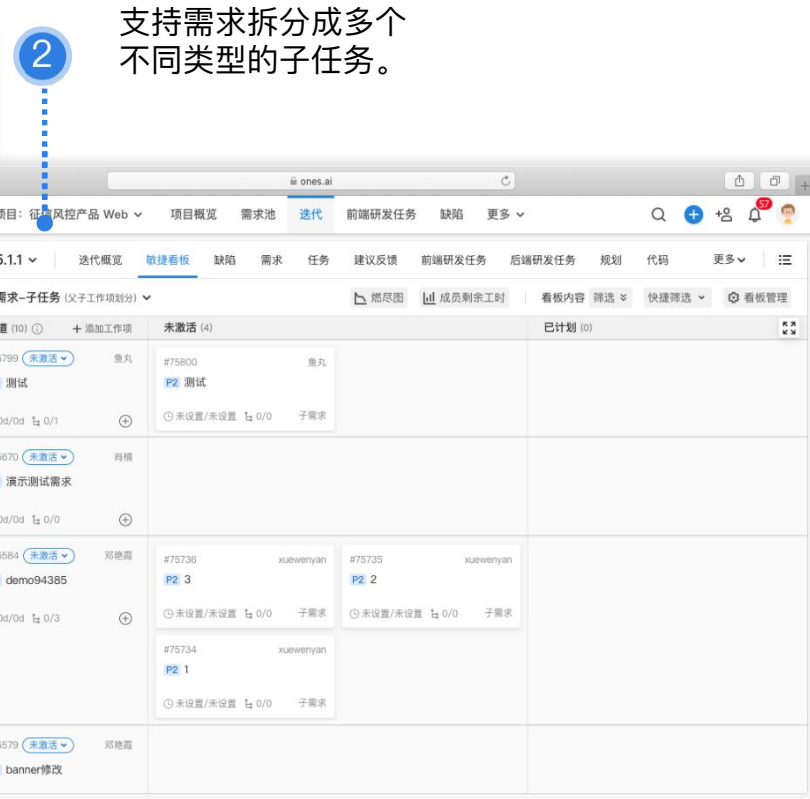 支持需求拆分成多个
2
不同类型的子任务。
ones.ai
项目：征信风控产品 Web
项目概览 需求池 迭代 前端研发任务 缺陷 更多
57
5.1.1 迭代概览 敏捷看板 缺陷 需求 任务 建议反馈 前端研发任务 后端研发任务 规划 代码 更多
需求-子任务 (父子工作项划分) 燃尽图 成员剩余工时 看板内容 筛选 快捷筛选 看板管理
道 (10) + 添加工作项 未激活 (4) 已计划 (0)
5799 未激活 鱼丸 #75800 鱼丸
测试 P2 测试
0d/0d 0/1 未设置/未设置 0/0 子需求
5670 未激活
演示测试需求
0d/0d 0/0
5584 未激活 邓艳霞 #75736 xuewenyan #75735 xuewenyan
demo94385 P2 3 P2 2
0d/0d 0/3 未设置/未设置 0/0 子需求 未设置/未设置 0/0 子需求
#75734 xuewenyan
P2 1
未设置/未设置 0/0 子需求
5579 未激活 邓艳霞
banner修改